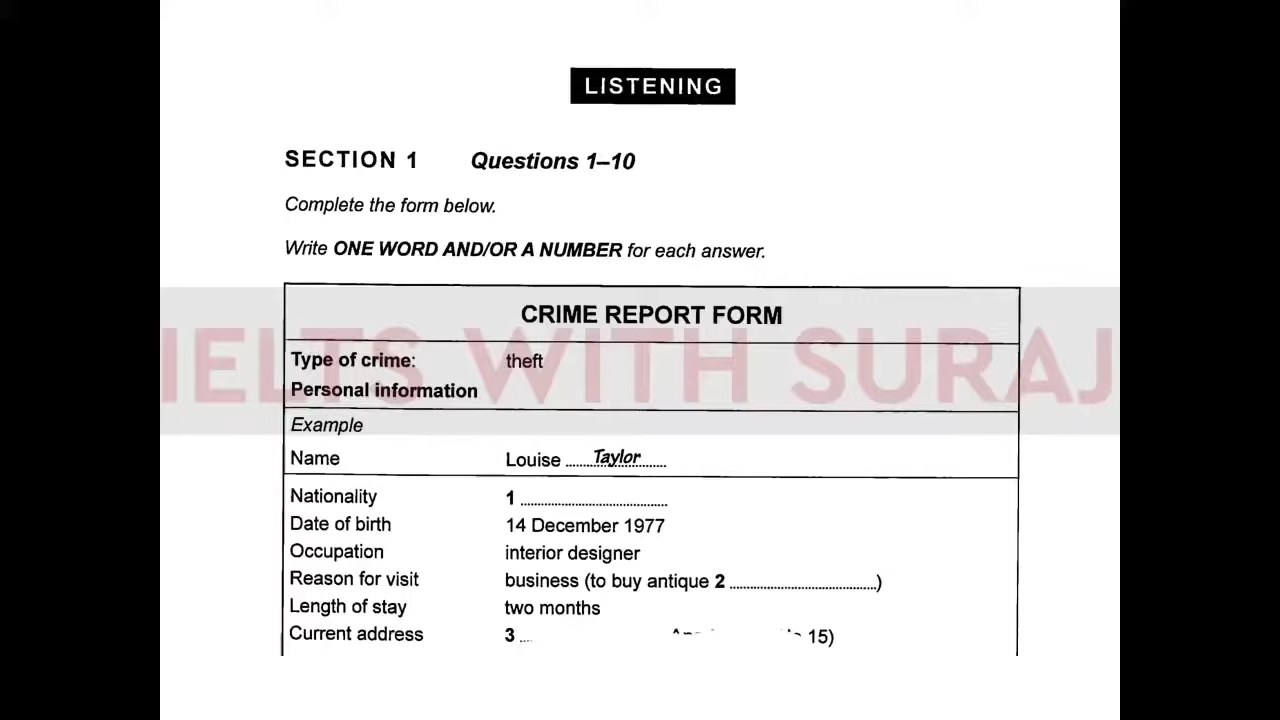 LISTENING
SECTION 1 Questions 1–10
Complete the form below.
Write ONE WORD AND/OR A NUMBER for each answer.
CRIME REPORT FORM
IELTS WITH SURAJ
Type of crime: theft
Personal information
Example
Name Louise ........Taylor........
Nationality 1 ................................
Date of birth 14 December 1977
Occupation interior designer
Reason for visit business (to buy antique 2 ................................)
Length of stay two months
Current address 3 .... 15)